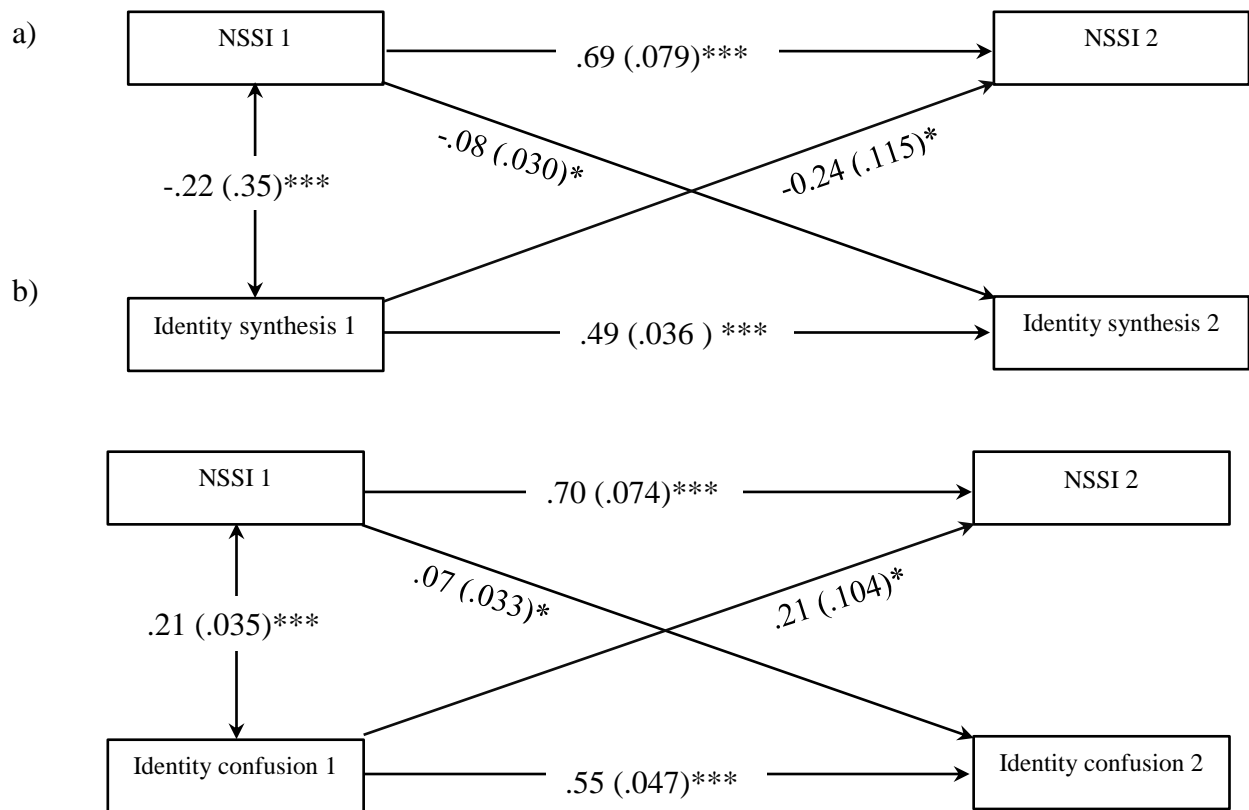 a)
NSSI 1
NSSI 2
.69 (.079)***
-.08 (.030)*
-0.24 (.115)*
-.22 (.35)***
b)
Identity synthesis 1
Identity synthesis 2
.49 (.036 ) ***
NSSI 1
NSSI 2
.70 (.074)***
.07 (.033)*
.21 (.104)*
.21 (.035)***
Identity confusion 1
Identity confusion 2
.55 (.047)***